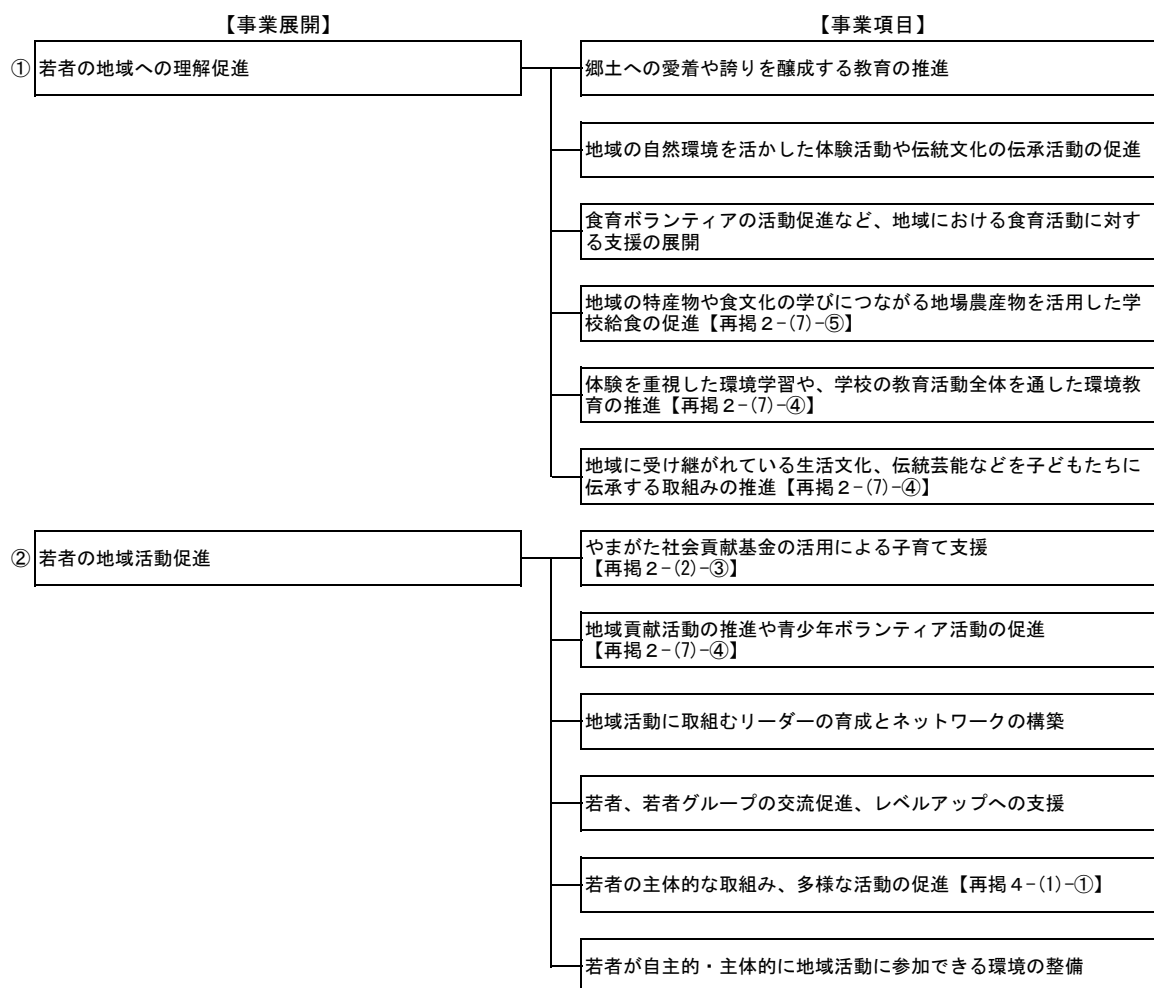 【事業展開】
【事業項目】
① 若者の地域への理解促進
郷土への愛着や誇りを醸成する教育の推進
地域の自然環境を活かした体験活動や伝統文化の伝承活動の促進
食育ボランティアの活動促進など、地域における食育活動に対す
る支援の展開
地域の特産物や食文化の学びにつながる地場農産物を活用した学
校給食の促進【再掲２-(7)-⑤】
体験を重視した環境学習や、学校の教育活動全体を通した環境教
育の推進【再掲２-(7)-④】
地域に受け継がれている生活文化、伝統芸能などを子どもたちに
伝承する取組みの推進【再掲２-(7)-④】
② 若者の地域活動促進
やまがた社会貢献基金の活用による子育て支援
【再掲２-(2)-③】
地域貢献活動の推進や青少年ボランティア活動の促進
【再掲２-(7)-④】
地域活動に取組むリーダーの育成とネットワークの構築
若者、若者グループの交流促進、レベルアップへの支援
若者の主体的な取組み、多様な活動の促進【再掲４-(1)-①】
若者が自主的・主体的に地域活動に参加できる環境の整備